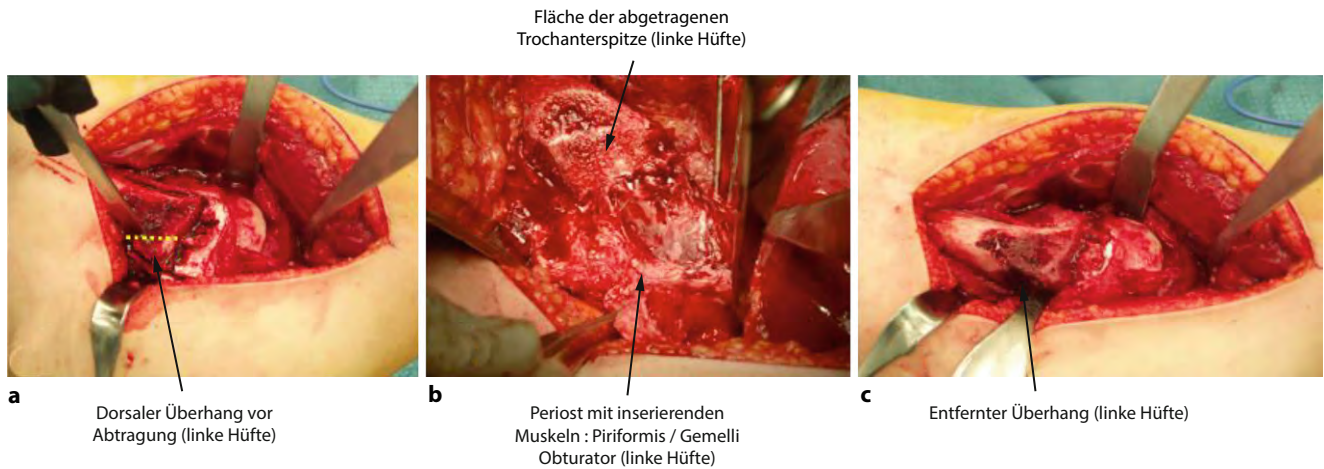 Fläche der abgetragenen
Trochanterspitze (linke Hüfte)
a
Dorsaler Überhang vor
Abtragung (linke Hüfte)
b
Periost mit inserierenden
Muskeln : Piriformis / Gemelli
Obturator (linke Hüfte)
c
Entfernter Überhang (linke Hüfte)